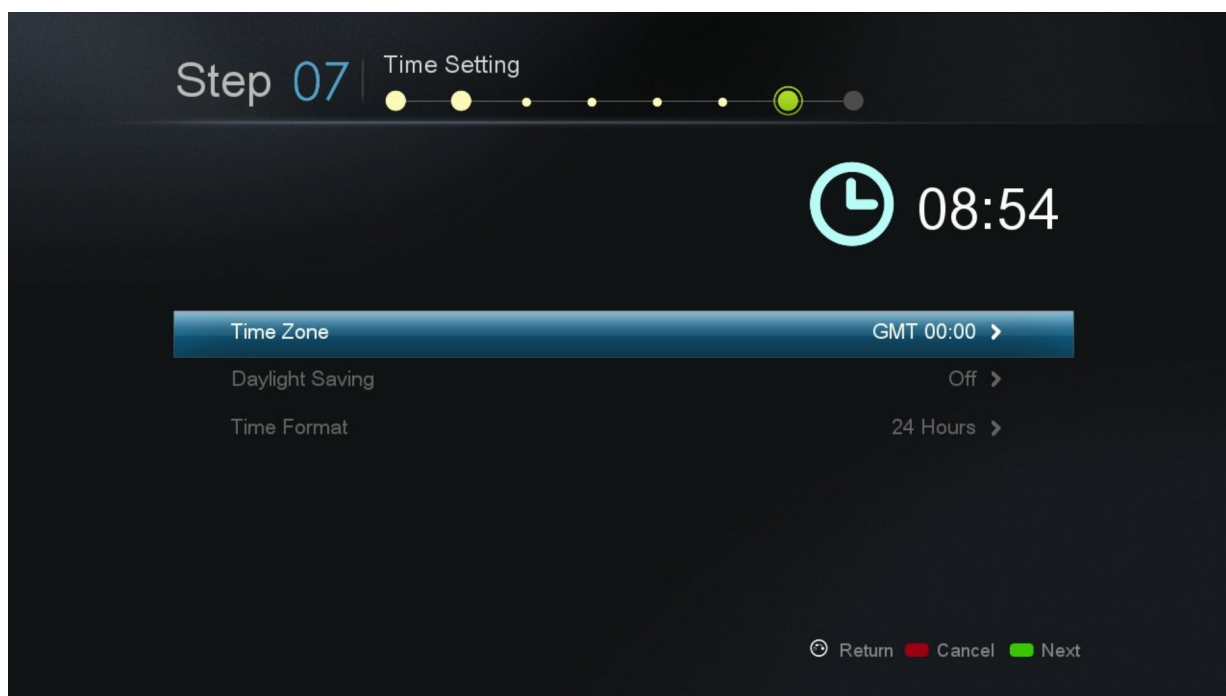 Step 07
Time Setting
08:54
Time Zone GMT 00:00
Daylight Saving Off
Time Format 24 Hours
Return Cancel Next